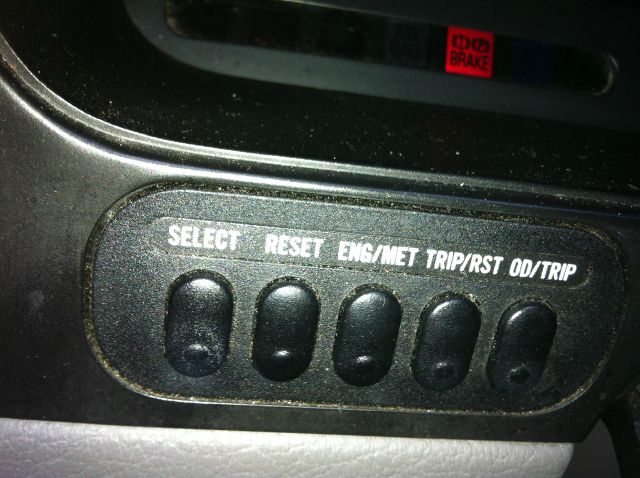 BRAKE
SELECT RESET ENG/MET TRIP/RST OD/TRIP